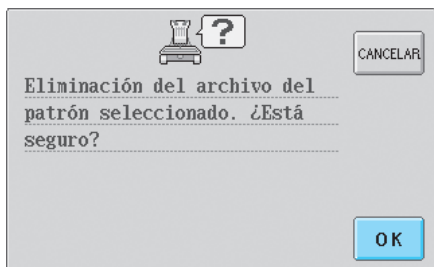 ?
CANCELAR
Eliminación del archivo del
patrón seleccionado. ¿Está
seguro?
OK